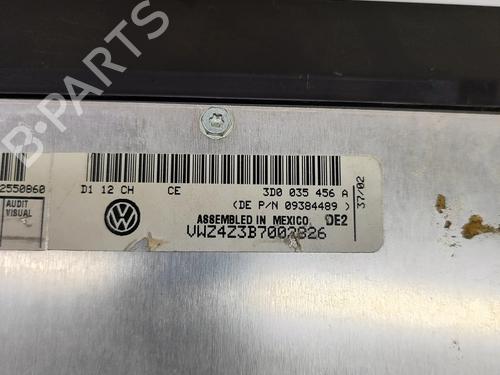 B-PARTS
2550860
D1 12 CH
CE
3D0 035 456 A
(DE P/N 09384489 )
37/02
AUDIT
VISUAL
ASSEMBLED IN MEXICO.
DE2
VWZ4Z3B7002826